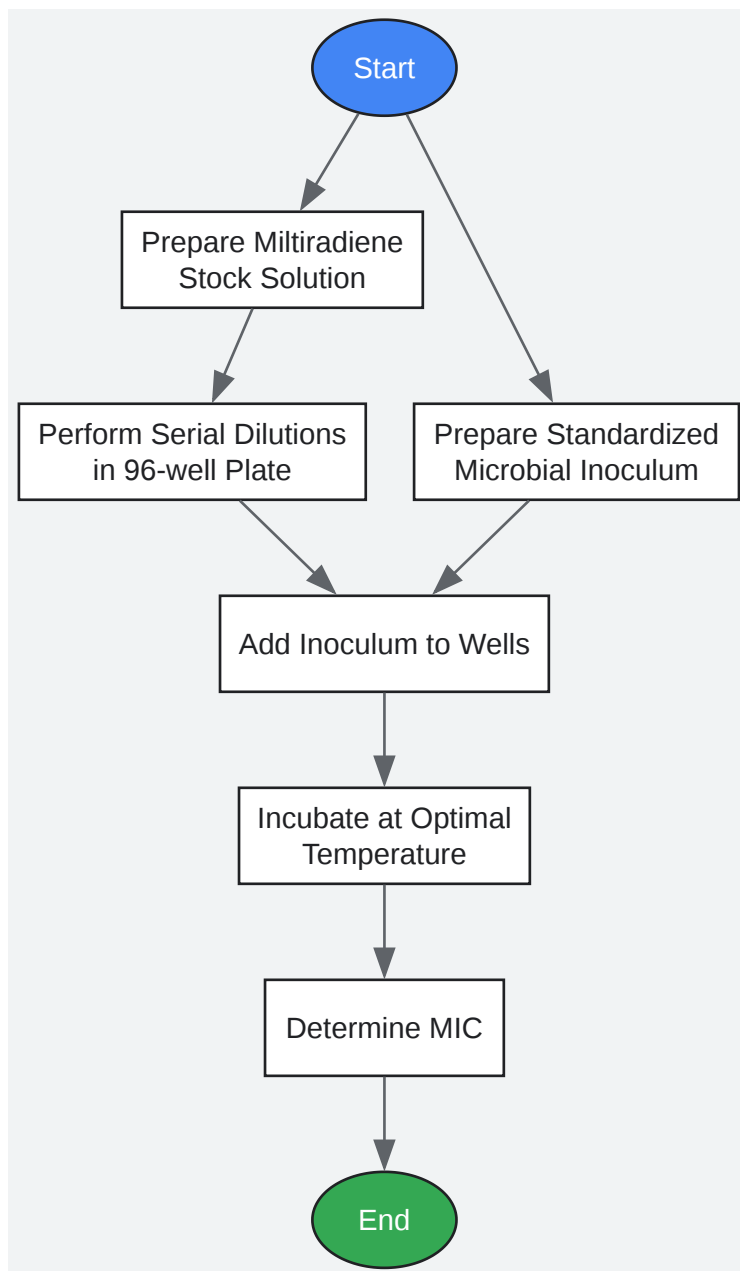 Start
Prepare Miltiradiene
Stock Solution
Perform Serial Dilutions
in 96-well Plate
Prepare Standardized
Microbial Inoculum
Add Inoculum to Wells
Incubate at Optimal
Temperature
Determine MIC
End